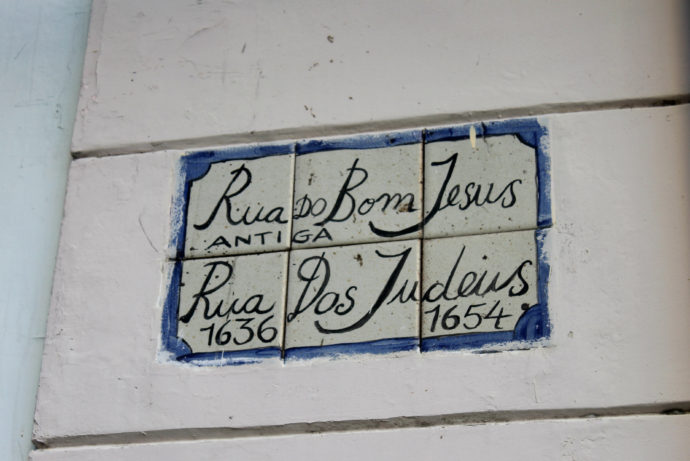 Rua Do Bom Jesus
ANTIGA
Rua Dos Judeus
1636 1654